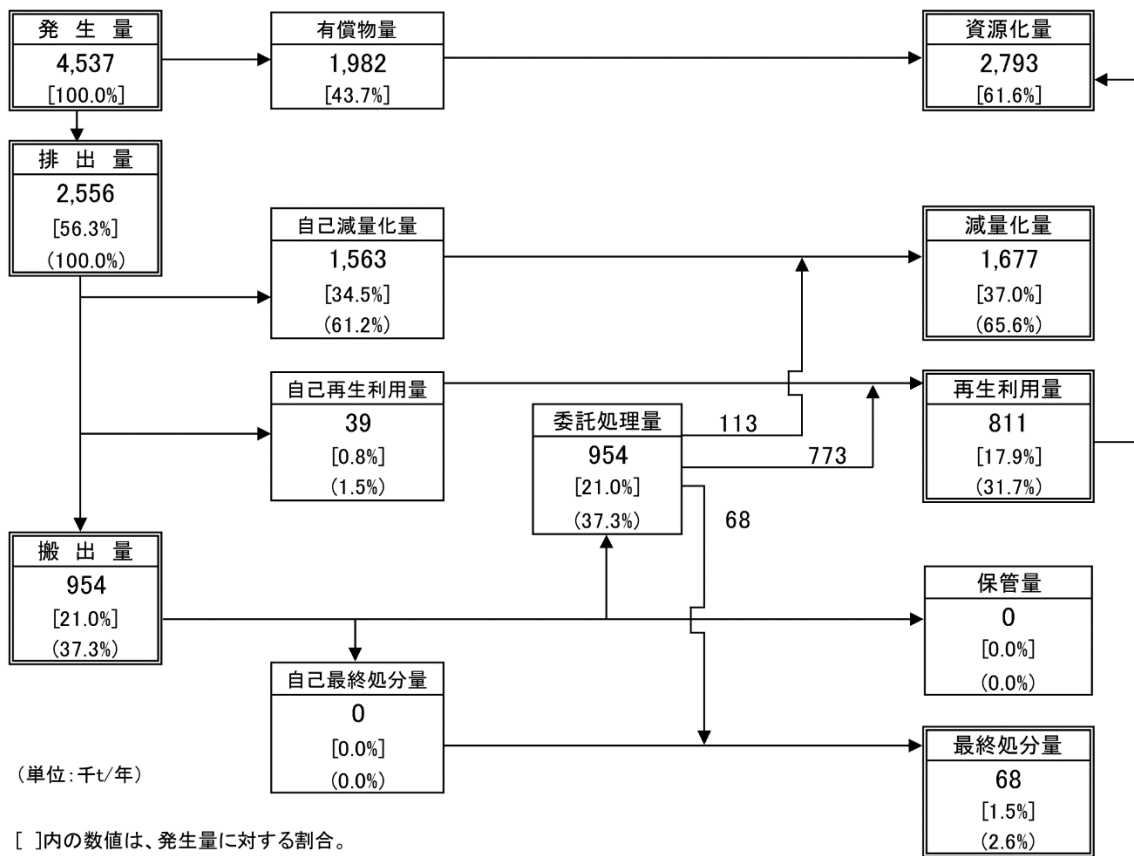 発 生 量
4,537
[100.0%]
有償物量
1,982
[43.7%]
資源化量
2,793
[61.6%]
排 出 量
2,556
[56.3%]
(100.0%)
自己減量化量
1,563
[34.5%]
(61.2%)
減量化量
1,677
[37.0%]
(65.6%)
自己再生利用量
39
[0.8%]
(1.5%)
委託処理量
954
[21.0%]
(37.3%)
113
773
68
再生利用量
811
[17.9%]
(31.7%)
搬 出 量
954
[21.0%]
(37.3%)
保管量
0
[0.0%]
(0.0%)
自己最終処分量
0
[0.0%]
(0.0%)
最終処分量
68
[1.5%]
(2.6%)
(単位:千t/年)
[ ]内の数値は、発生量に対する割合。